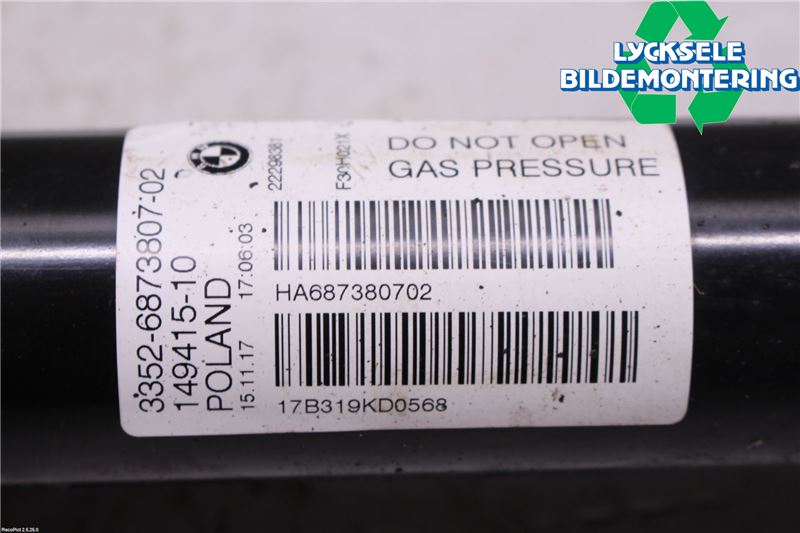 LYCKSELE
BILDEMONTERING
3352-6873807-02
149415-10
POLAND
15.11.17 17:06:03
22298381
DO NOT OPEN
GAS PRESSURE
HA687380702
17B319KD0568